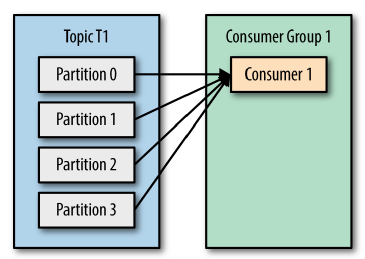 Topic T1
Partition 0
Partition 1
Partition 2
Partition 3
Consumer Group 1
Consumer 1